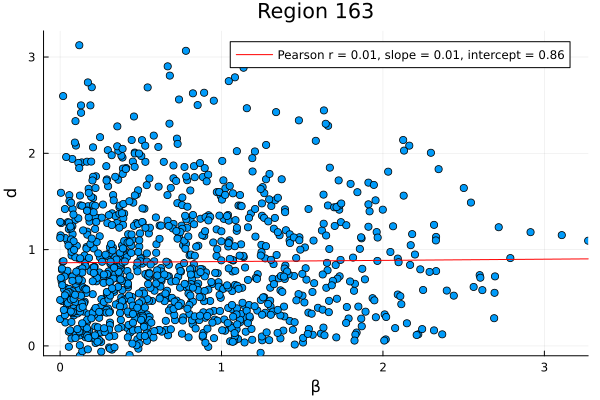 Region 163
Pearson r = 0.01, slope = 0.01, intercept = 0.86
d
3
2
1
0
0 1 2 3
β